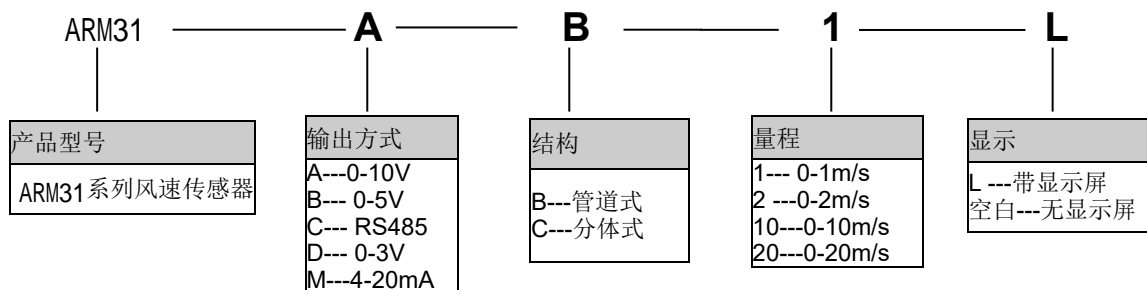 ARM31 A B 1 L
产品型号
ARM31系列风速传感器
输出方式
A---0-10V
B--- 0-5V
C--- RS485
D--- 0-3V
M---4-20mA
结构
B---管道式
C---分体式
量程
1--- 0-1m/s
2 ---0-2m/s
10---0-10m/s
20---0-20m/s
显示
L ---带显示屏
空白---无显示屏